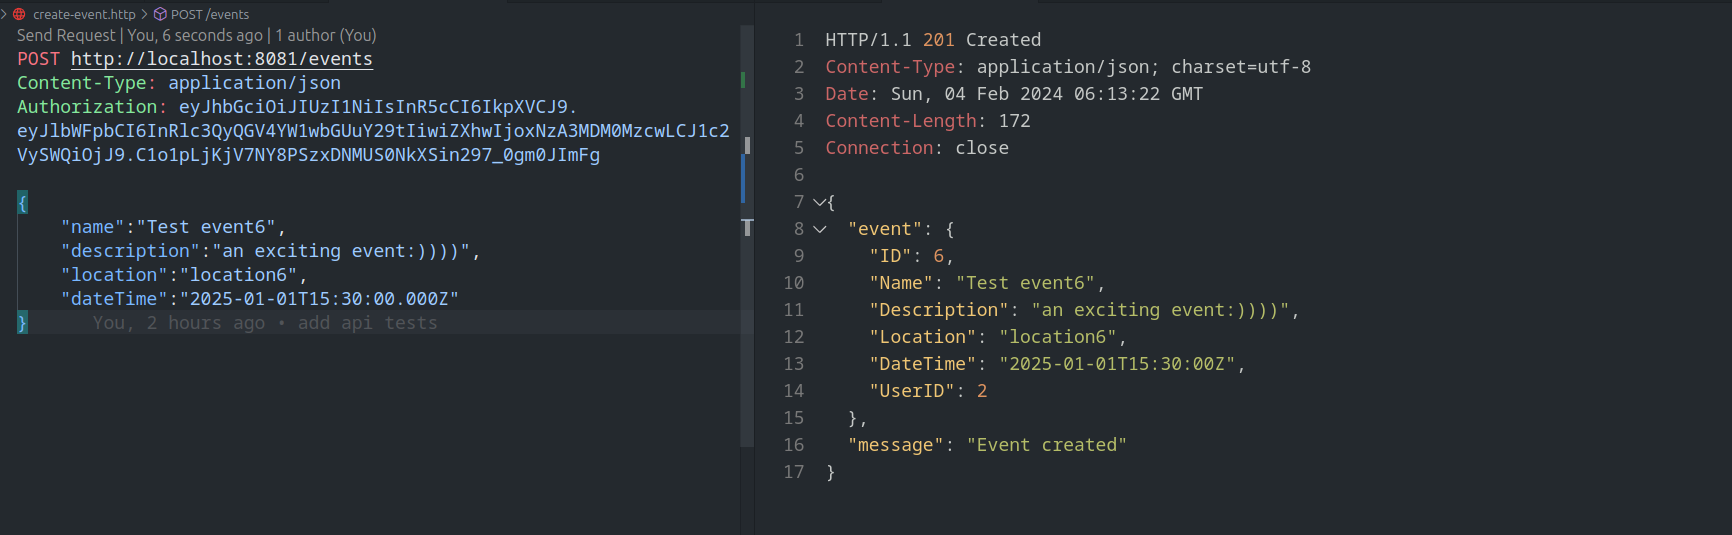 create-event.http > POST /events
Send Request | You, 6 seconds ago | 1 author (You)
POST http://localhost:8081/events
Content-Type: application/json
Authorization: eyJhbGciOiJIUzI1NiIsInR5cCI6IkpXVCJ9.
eyJlbWFpbCI6InRlc3QyQGV4YW1wbGUuY29tIiwiZXhwIjoxNzA3MDM0MzcwLCJ1c2
VySWQiOjJ9.C1o1pLjKjV7NY8PSzxDNMUS0NkXSin297_0gm0JImFg
{
"name":"Test event6",
"description":"an exciting event:))))",
"location":"location6",
"dateTime":"2025-01-01T15:30:00.000Z"
} You, 2 hours ago • add api tests
1 HTTP/1.1 201 Created
2 Content-Type: application/json; charset=utf-8
3 Date: Sun, 04 Feb 2024 06:13:22 GMT
4 Content-Length: 172
5 Connection: close
6
7 {
8 "event": {
9 "ID": 6,
10 "Name": "Test event6",
11 "Description": "an exciting event:))))",
12 "Location": "location6",
13 "DateTime": "2025-01-01T15:30:00Z",
14 "UserID": 2
15 },
16 "message": "Event created"
17 }